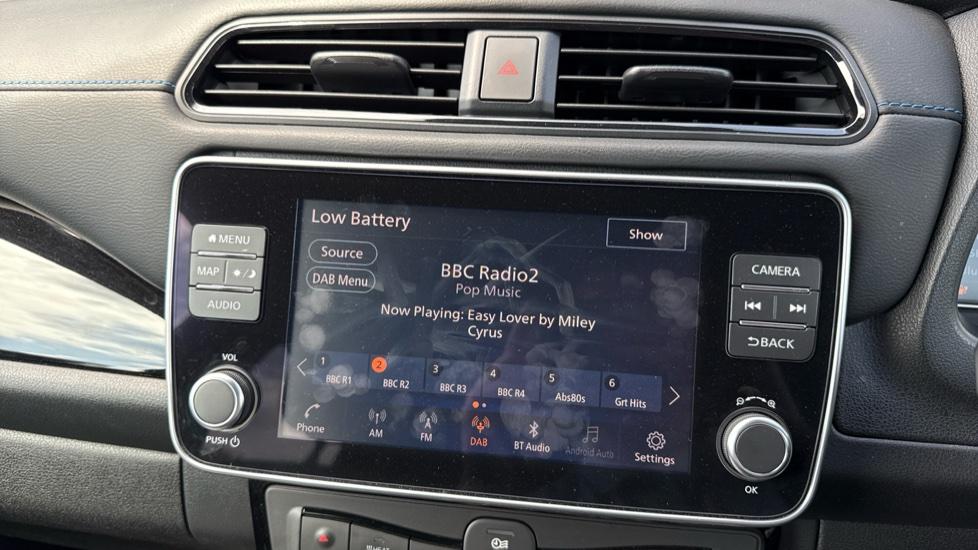 Low Battery
Show
MENU
Source
CAMERA
MAP
BBC Radio2
DAB Menu
Pop Music
AUDIO
Now Playing: Easy Lover by Miley
Cyrus
BACK
VOL
1 2 3 4 5 6
BBC R1 BBC R2 BBC R3 BBC R4 Abs80s Grt Hits
Phone AM FM DAB BT Audio Android Auto Settings
PUSH
OK